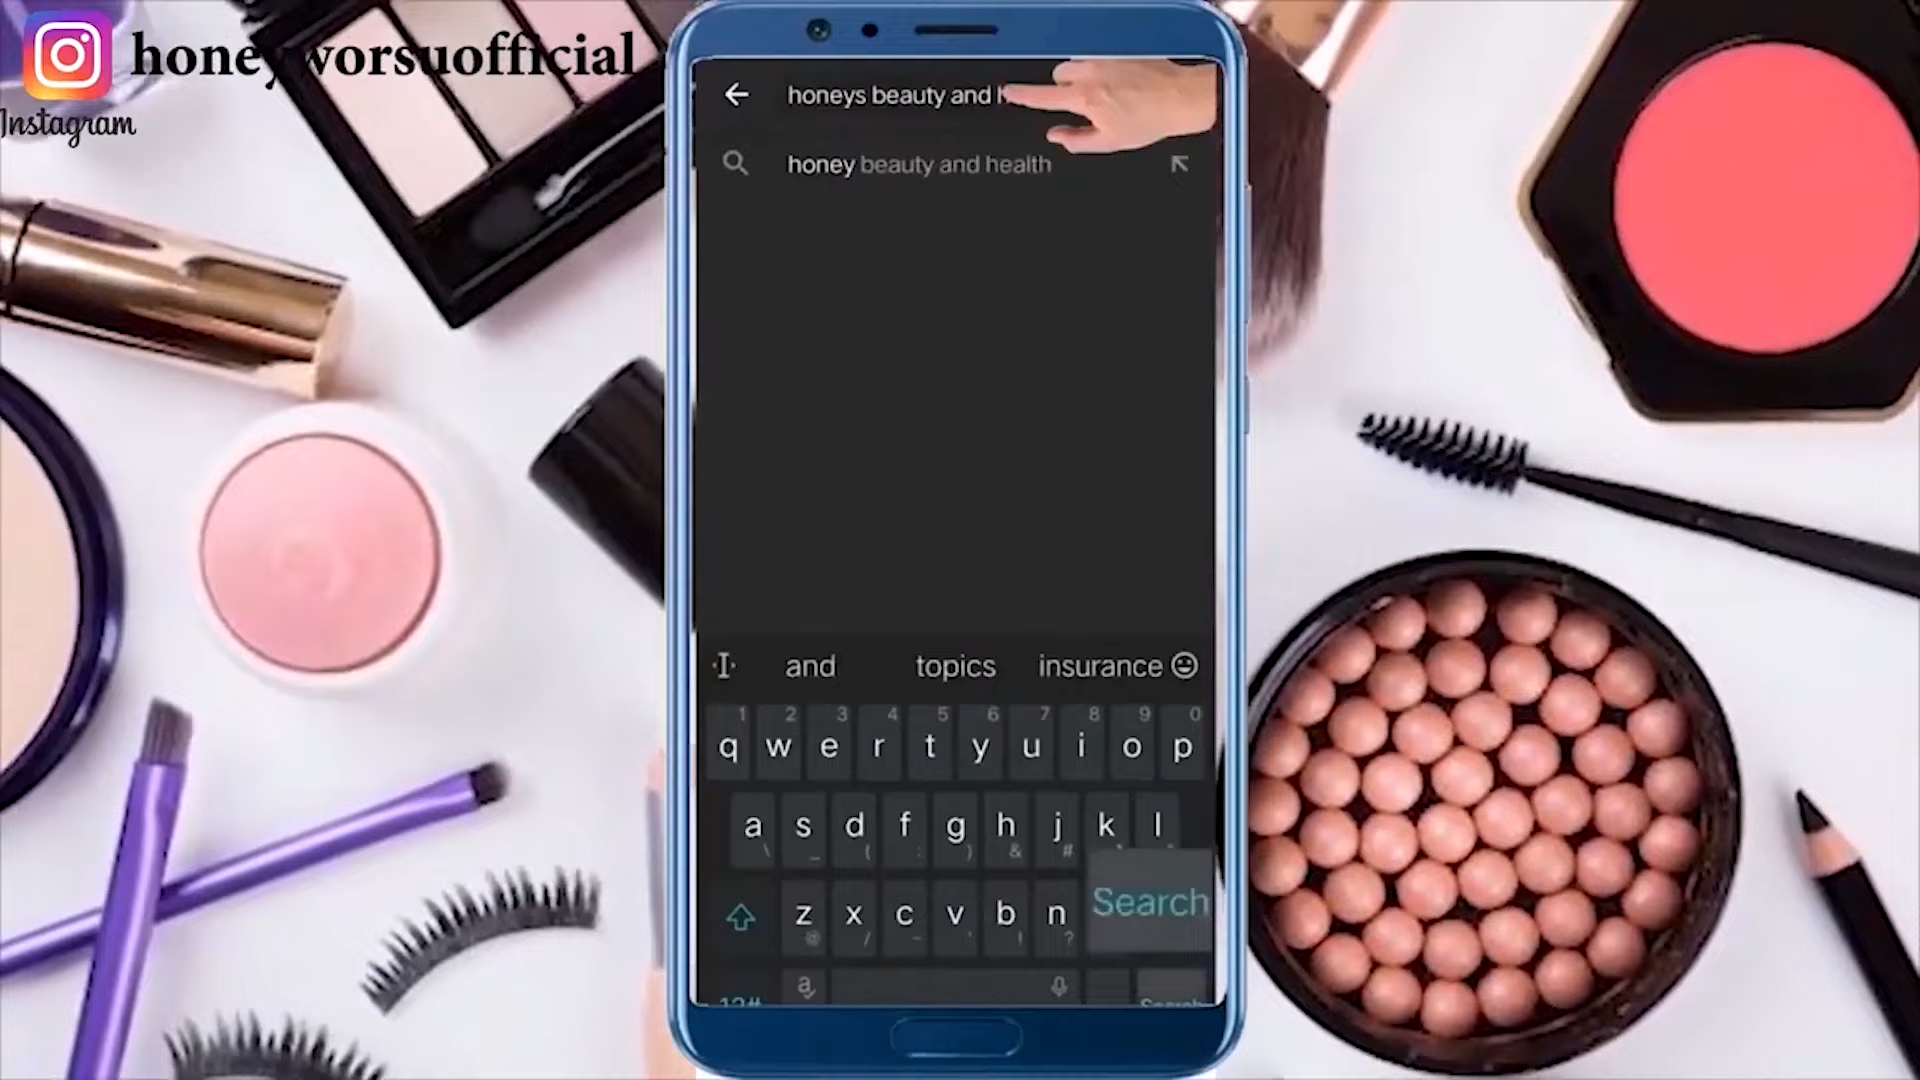 honeyworsuofficial
Instagram
honeys beauty and
honey beauty and health
and topics insurance
1 2 3 4 5 6 7 8 9 0
q w e r t y u i o p
a s d f g h j k l
\ _ ( : ) & #
z x c v b n
Search
@ / - ' ! ?
a